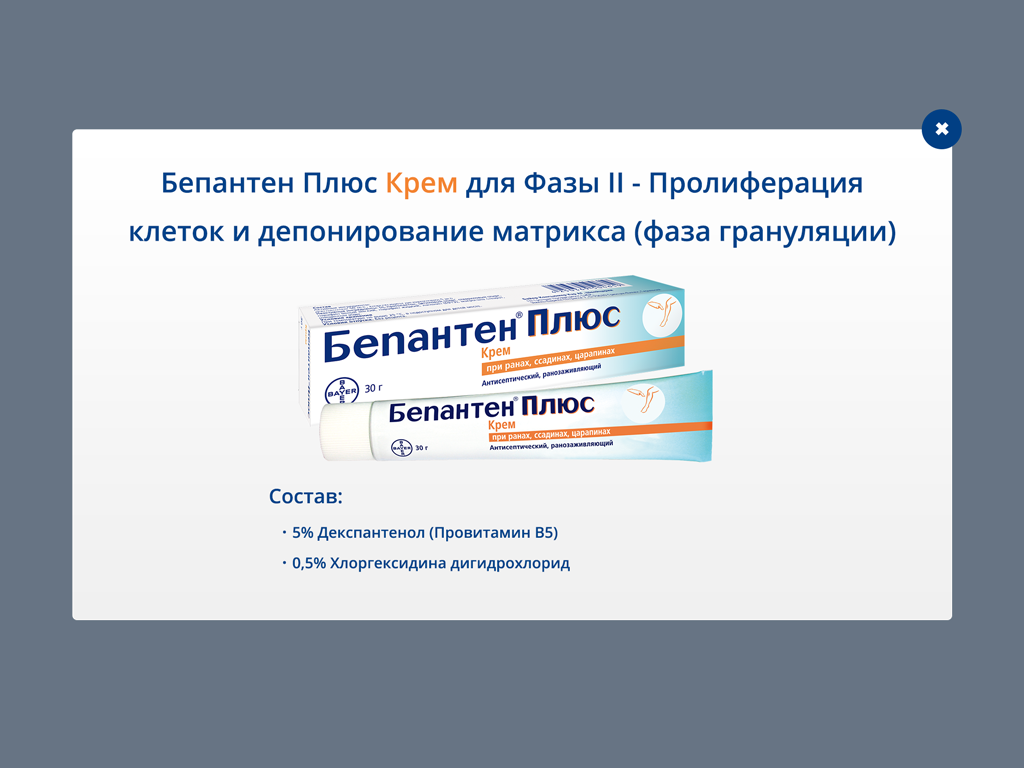 Бепантен Плюс Крем для Фазы II - Пролиферация
клеток и депонирование матрикса (фаза грануляции)
Бепантен® Плюс
Крем
при ранах, ссадинах, царапинах
Антисептический, ранозаживляющий
BAYER
30 г
Бепантен® Плюс
Крем
при ранах, ссадинах, царапинах
Антисептический, ранозаживляющий
BAYER
30 г
Состав:
· 5% Декспантенол (Провитамин В5)
· 0,5% Хлоргексидина дигидрохлорид